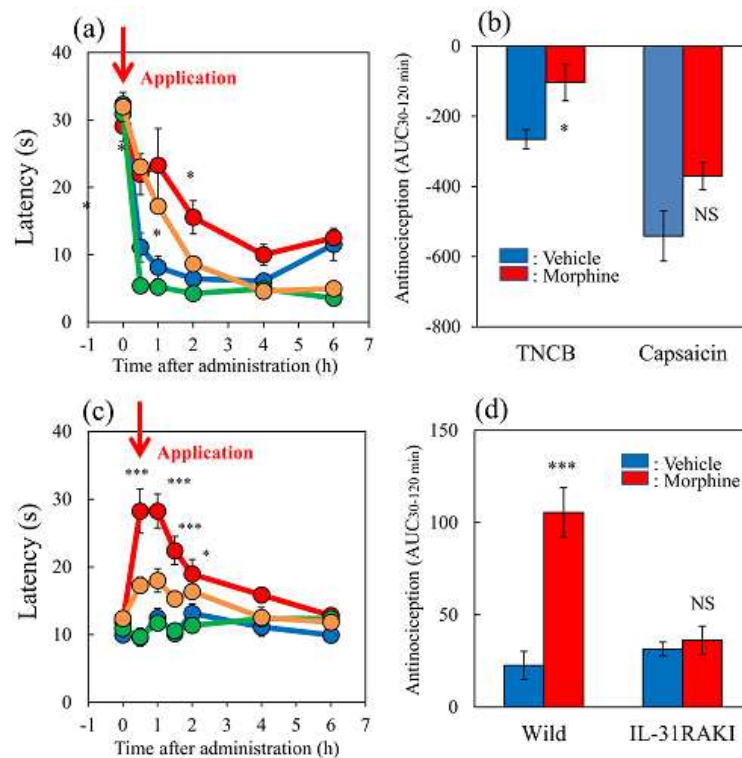 (a)
Application
Latency (s)
40
30
20
10
0
*
*
*
*
-1 0 1 2 3 4 5 6 7
Time after administration (h)
(b)
Antinociception (AUC30-120 min)
0
-200
-400
-600
-800
*
NS
: Vehicle
: Morphine
TNCB Capsaicin
(c)
Application
Latency (s)
40
30
20
10
0
***
***
***
*
-1 0 1 2 3 4 5 6 7
Time after administration (h)
(d)
Antinociception (AUC30-120 min)
150
100
50
0
: Vehicle
: Morphine
***
NS
Wild IL-31RAKI